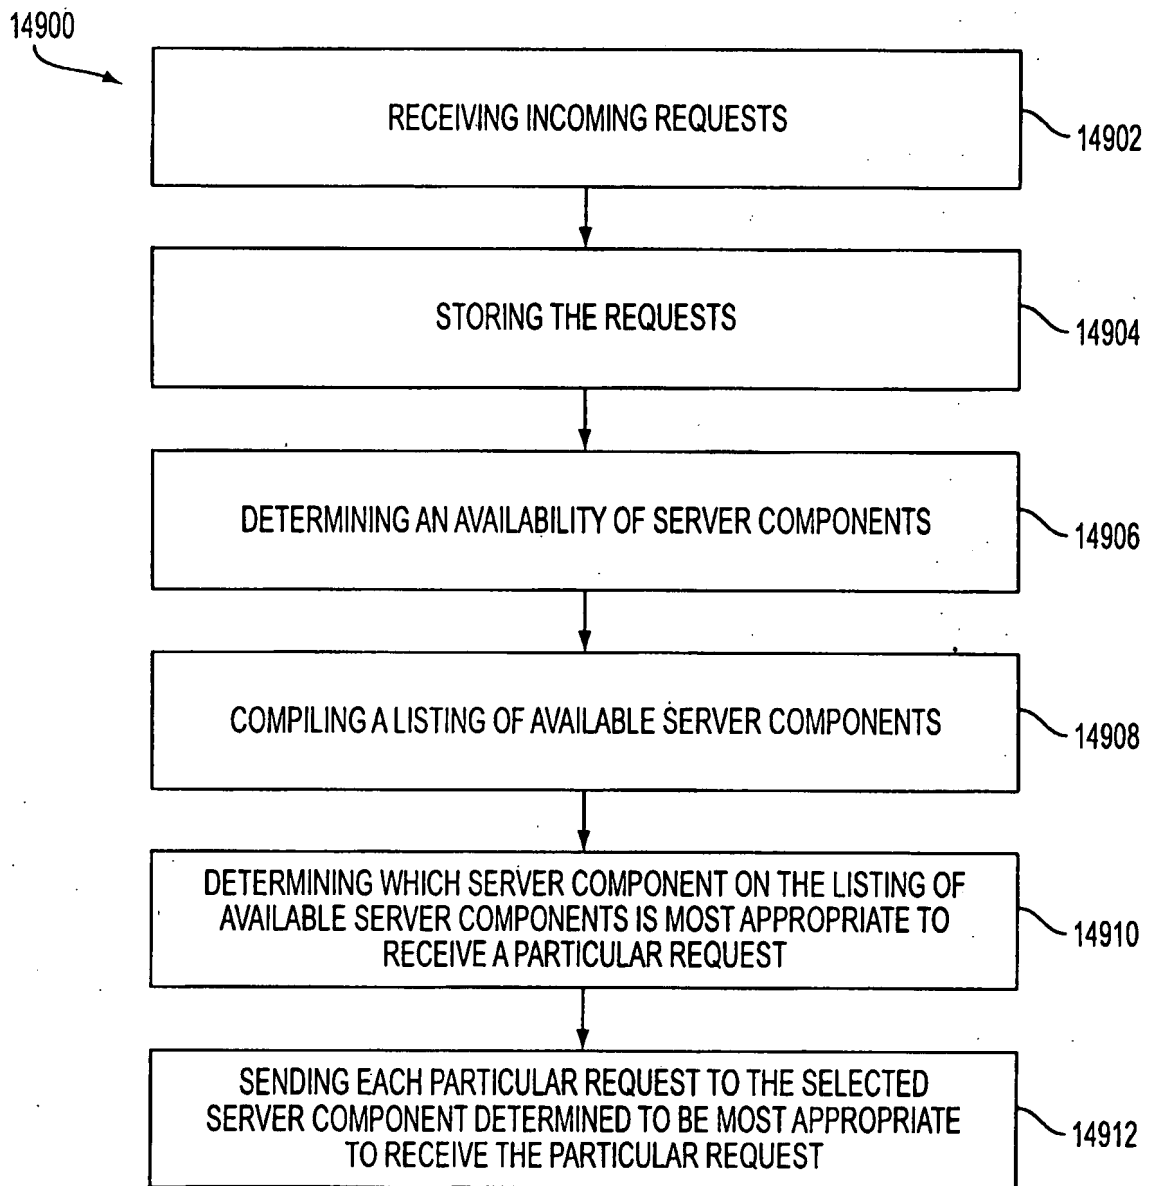 14900
RECEIVING INCOMING REQUESTS
14902
STORING THE REQUESTS
14904
DETERMINING AN AVAILABILITY OF SERVER COMPONENTS
14906
COMPILING A LISTING OF AVAILABLE SERVER COMPONENTS
14908
DETERMINING WHICH SERVER COMPONENT ON THE LISTING OF
AVAILABLE SERVER COMPONENTS IS MOST APPROPRIATE TO
RECEIVE A PARTICULAR REQUEST
14910
SENDING EACH PARTICULAR REQUEST TO THE SELECTED
SERVER COMPONENT DETERMINED TO BE MOST APPROPRIATE
TO RECEIVE THE PARTICULAR REQUEST
14912